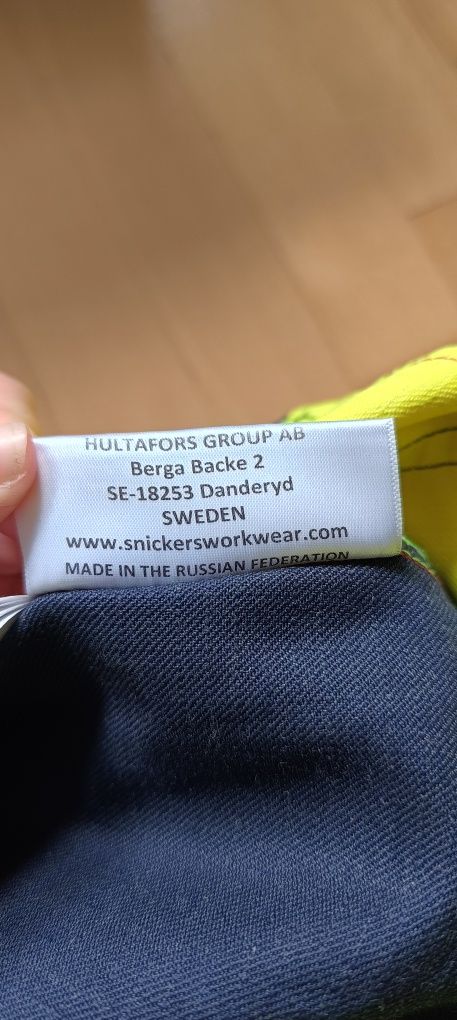 HULTAFORS GROUP AB
Berga Backe 2
SE-18253 Danderyd
SWEDEN
www.snickersworkwear.com
MADE IN THE RUSSIAN FEDERATION